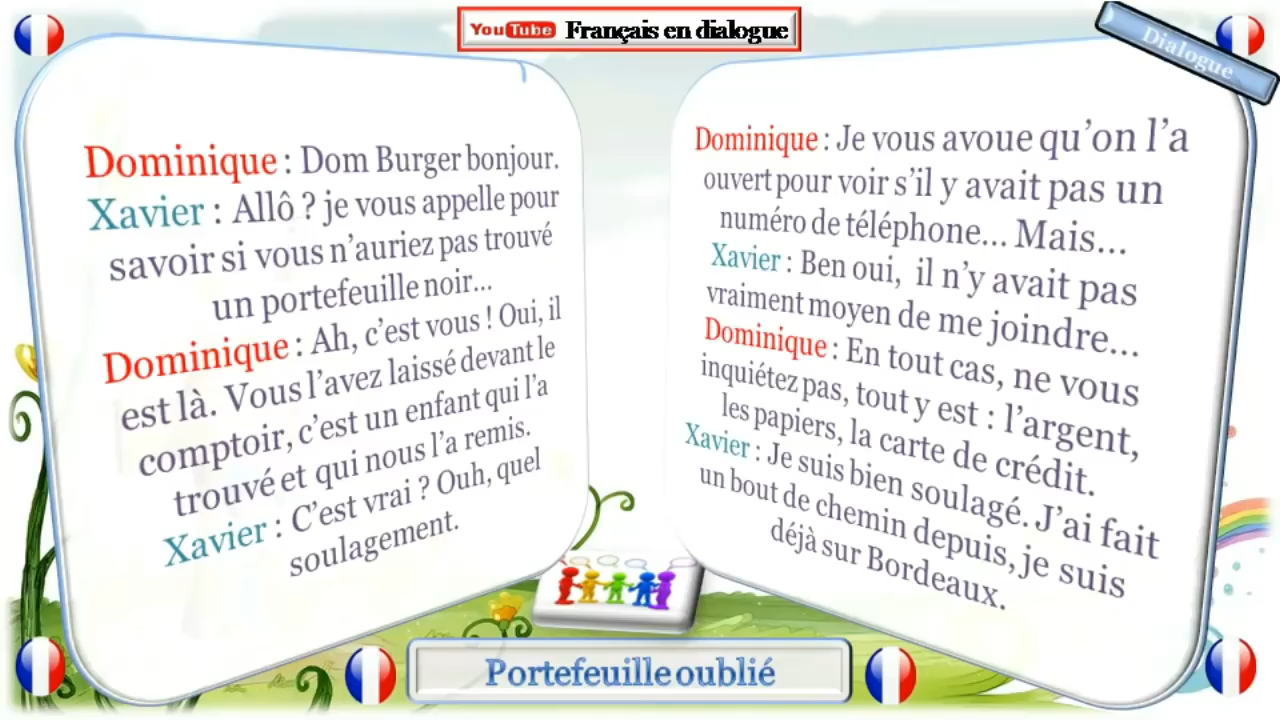 YouTube Français en dialogue
Dialogue
Dominique : Dom Burger bonjour.
Xavier : Allô ? je vous appelle pour
savoir si vous n'auriez pas trouvé
un portefeuille noir...
Dominique : Ah, c'est vous ! Oui, il
est là. Vous l'avez laissé devant le
comptoir, c'est un enfant qui l'a
trouvé et qui nous l'a remis.
Xavier : C'est vrai ? Ouh, quel
soulagement.
Dominique : Je vous avoue qu'on l'a
ouvert pour voir s'il y avait pas un
numéro de téléphone... Mais...
Xavier : Ben oui, il n'y avait pas
vraiment moyen de me joindre...
Dominique : En tout cas, ne vous
inquiétez pas, tout y est : l'argent,
les papiers, la carte de crédit.
Xavier : Je suis bien soulagé. J'ai fait
un bout de chemin depuis, je suis
déjà sur Bordeaux.
Portefeuille oublié